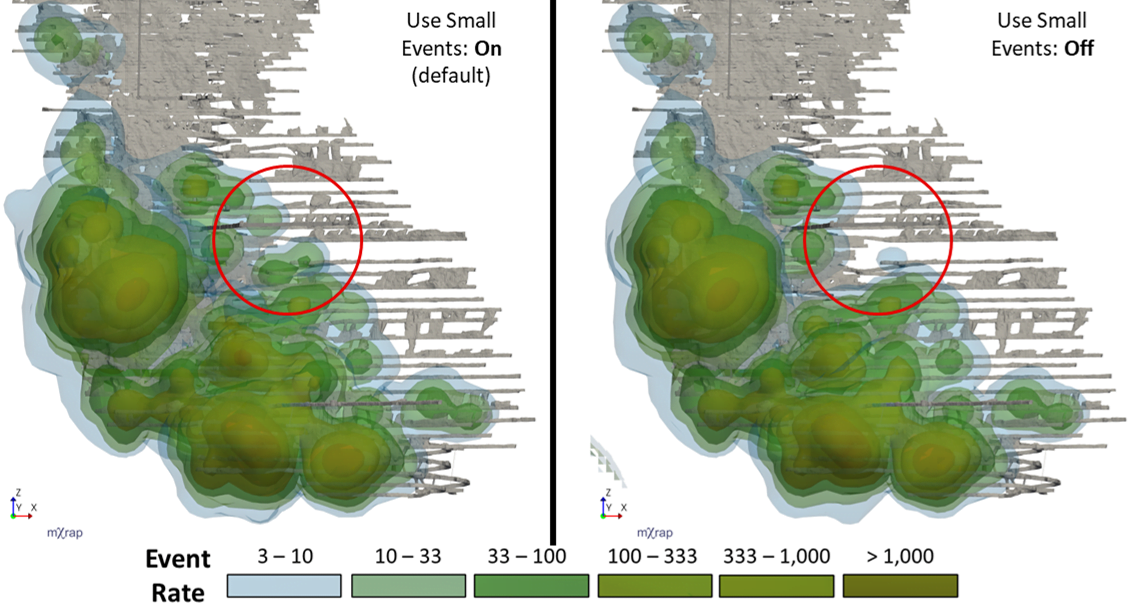 Use Small
Events: On
(default)
Use Small
Events: Off
Z
Y X
mXrap
Z
Y X
mXrap
Event
Rate
3 – 10
10 – 33
33 – 100
100 – 333
333 – 1,000
> 1,000